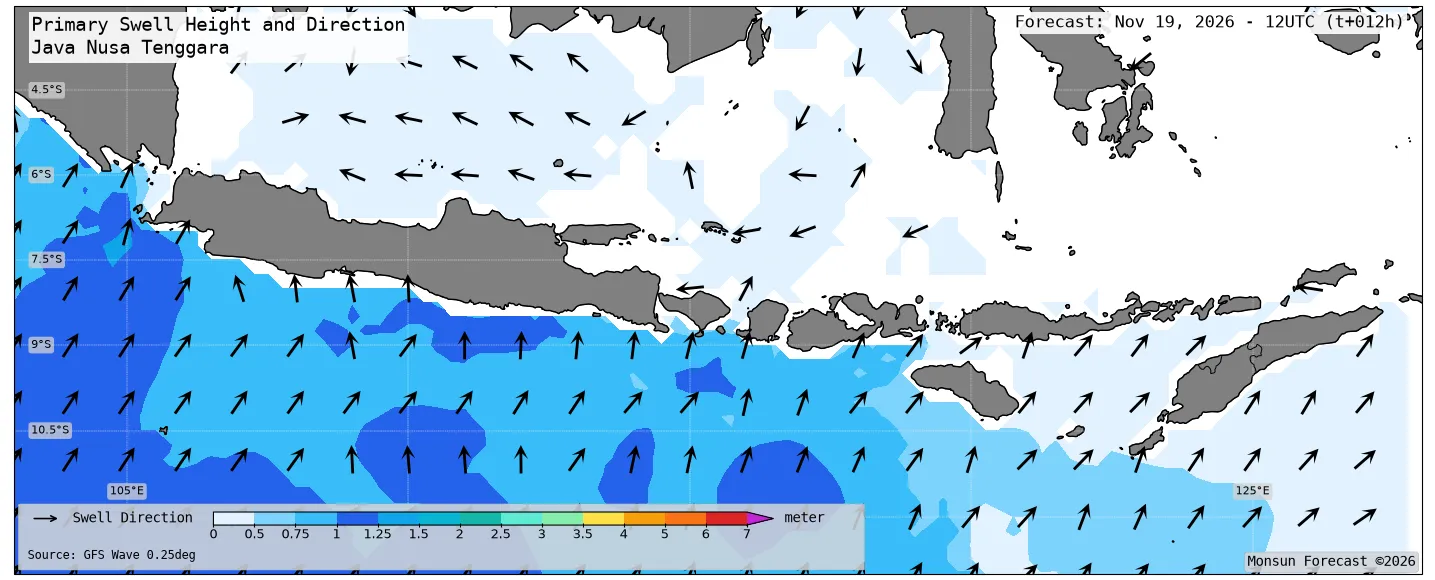 Primary Swell Height and Direction
Java Nusa Tenggara
Forecast: Nov 19, 2026 - 12UTC (t+012h)
4.5°S
6°S
7.5°S
9°S
10.5°S
105°E
125°E
Swell Direction
0 0.5 0.75 1 1.25 1.5 2 2.5 3 3.5 4 5 6 7
meter
Source: GFS Wave 0.25deg
Monsun Forecast ©2026